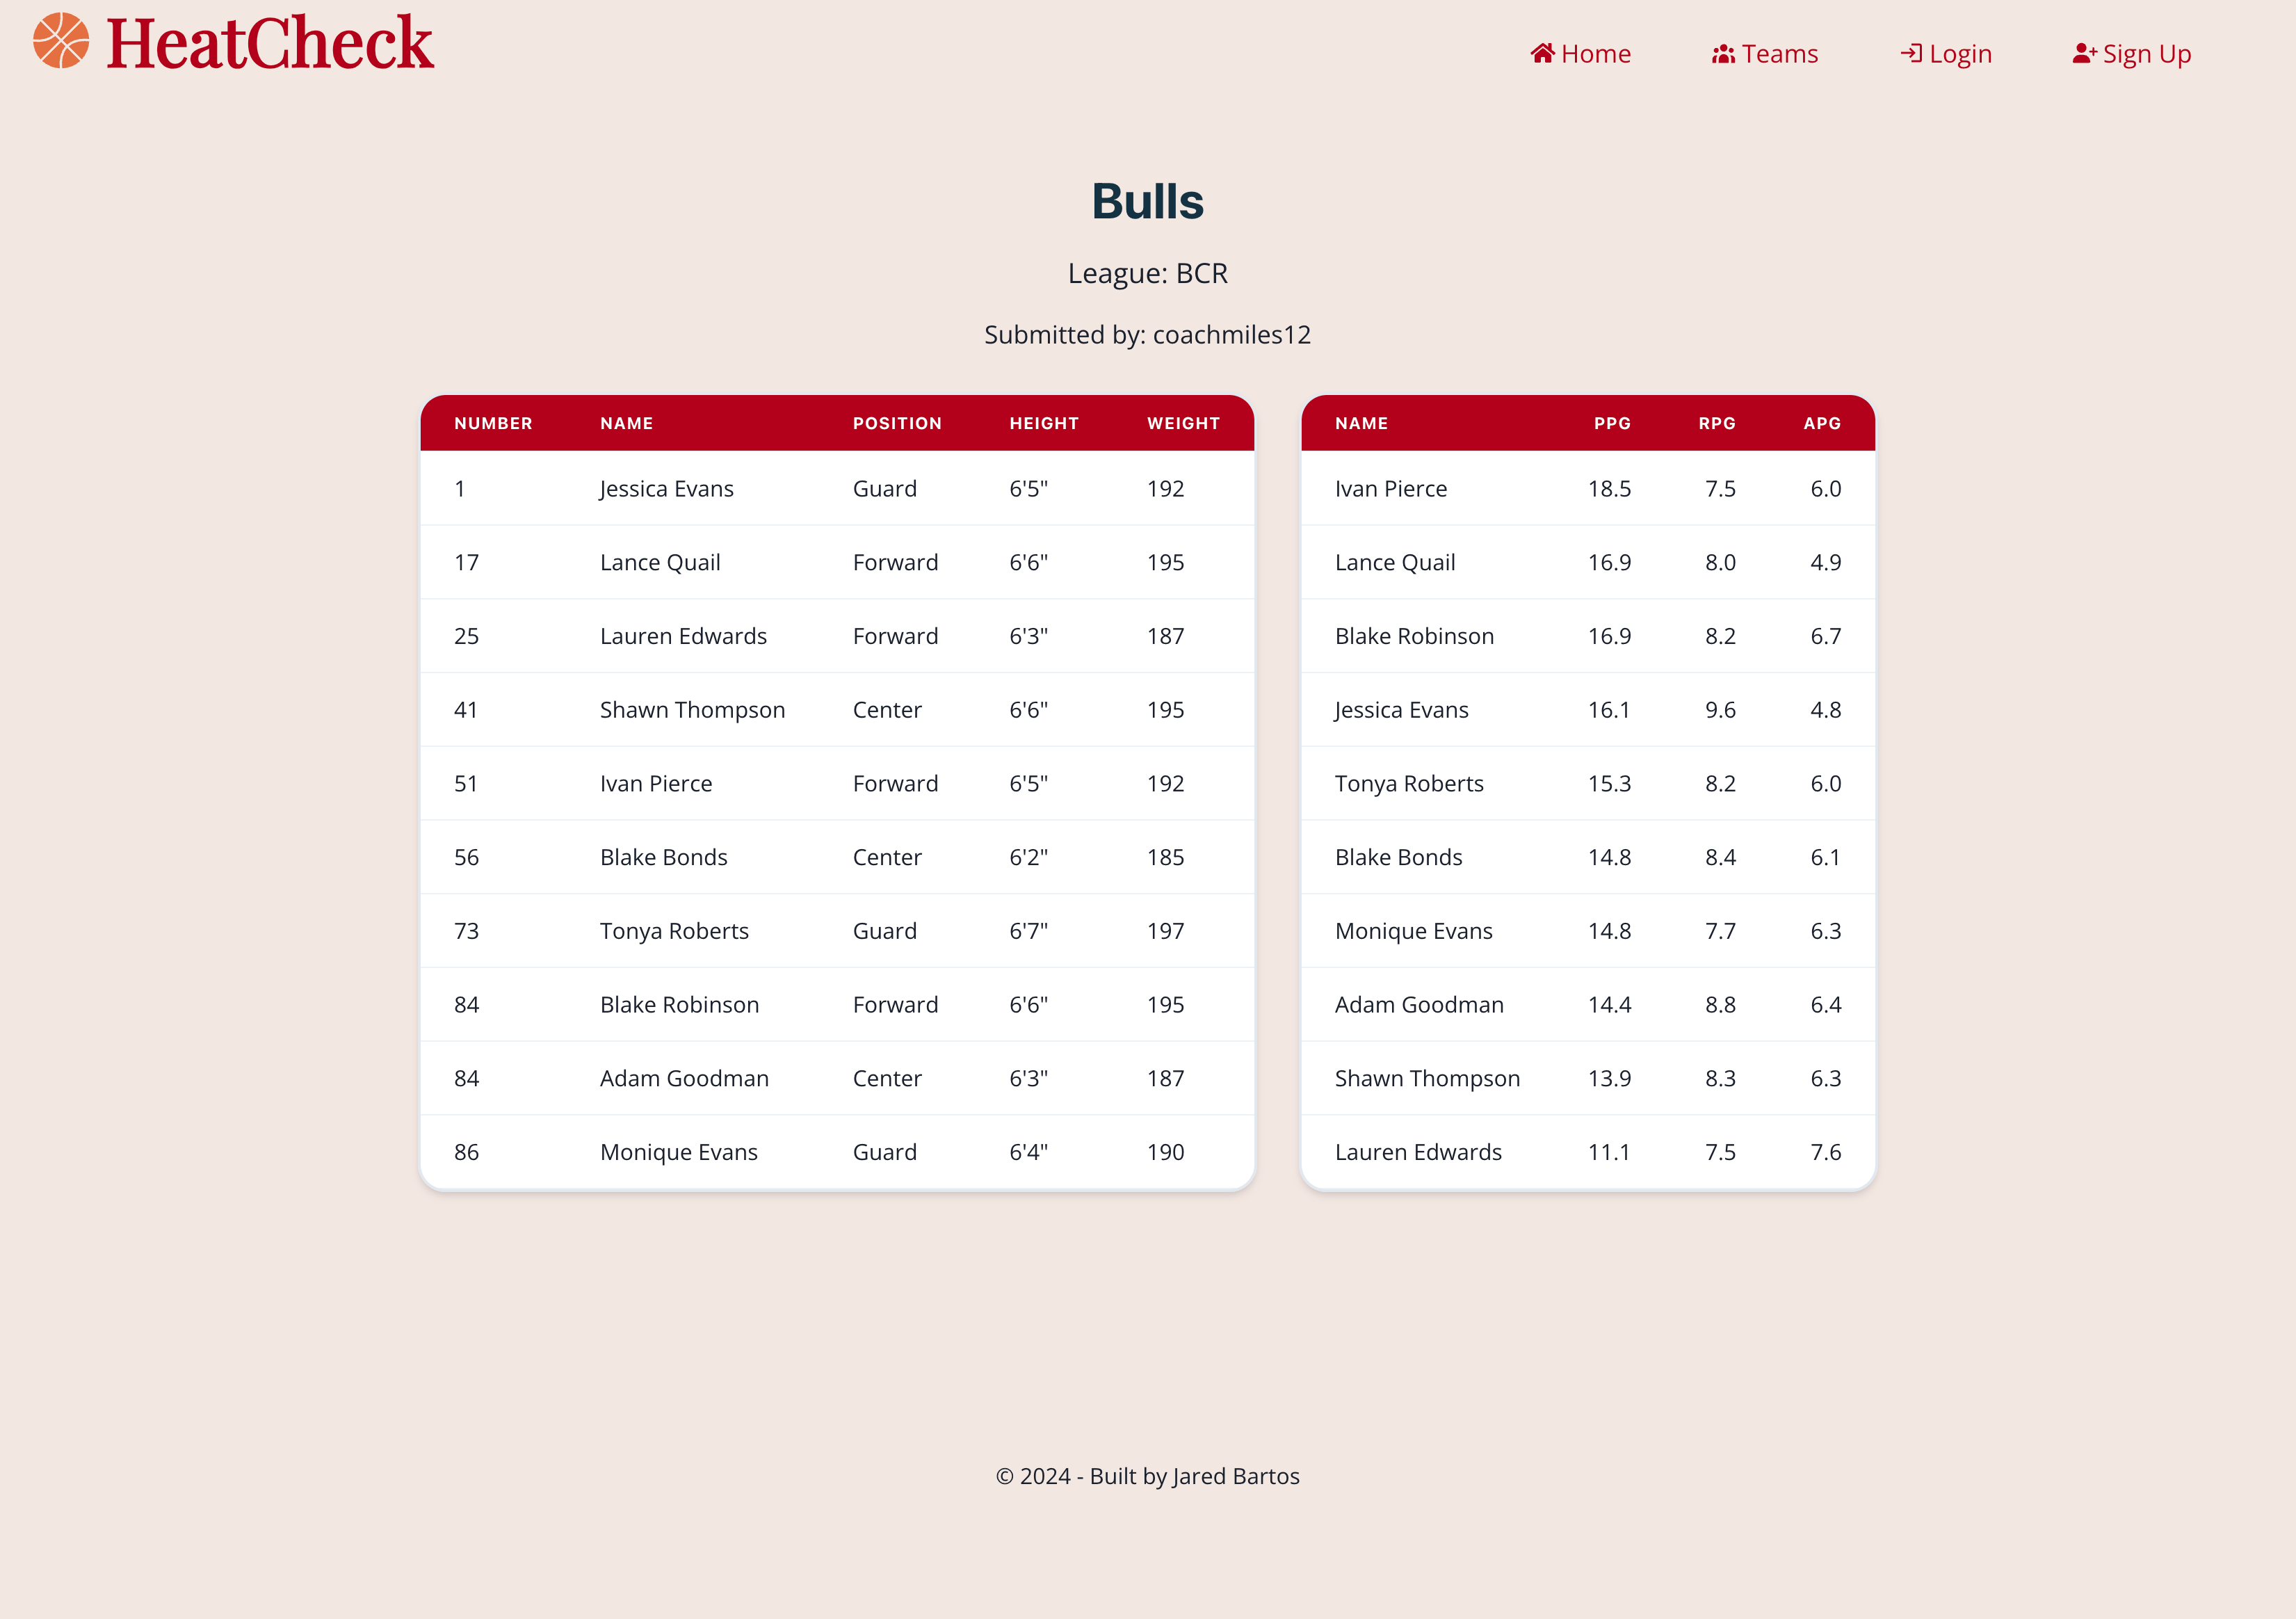 HeatCheck
Home Teams Login Sign Up
Bulls
League: BCR
Submitted by: coachmiles12
NUMBER NAME POSITION HEIGHT WEIGHT
1 Jessica Evans Guard 6'5" 192
17 Lance Quail Forward 6'6" 195
25 Lauren Edwards Forward 6'3" 187
41 Shawn Thompson Center 6'6" 195
51 Ivan Pierce Forward 6'5" 192
56 Blake Bonds Center 6'2" 185
73 Tonya Roberts Guard 6'7" 197
84 Blake Robinson Forward 6'6" 195
84 Adam Goodman Center 6'3" 187
86 Monique Evans Guard 6'4" 190
NAME PPG RPG APG
Ivan Pierce 18.5 7.5 6.0
Lance Quail 16.9 8.0 4.9
Blake Robinson 16.9 8.2 6.7
Jessica Evans 16.1 9.6 4.8
Tonya Roberts 15.3 8.2 6.0
Blake Bonds 14.8 8.4 6.1
Monique Evans 14.8 7.7 6.3
Adam Goodman 14.4 8.8 6.4
Shawn Thompson 13.9 8.3 6.3
Lauren Edwards 11.1 7.5 7.6
© 2024 - Built by Jared Bartos